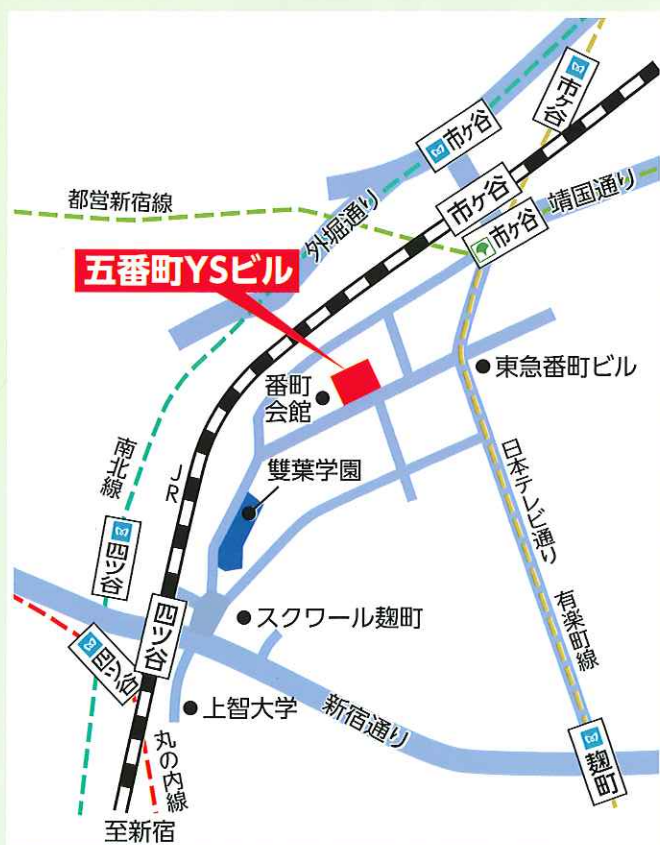 市ケ谷
市ケ谷
市ケ谷
靖国通り
市ケ谷
都営新宿線
外堀通り
五番町YSビル
東急番町ビル
番町
会館
南北線
JR
雙葉学園
日本テレビ通り
四ツ谷
有楽町線
四ツ谷
スクワール麹町
四ツ谷
上智大学
新宿通り
丸の内線
麹町
至新宿